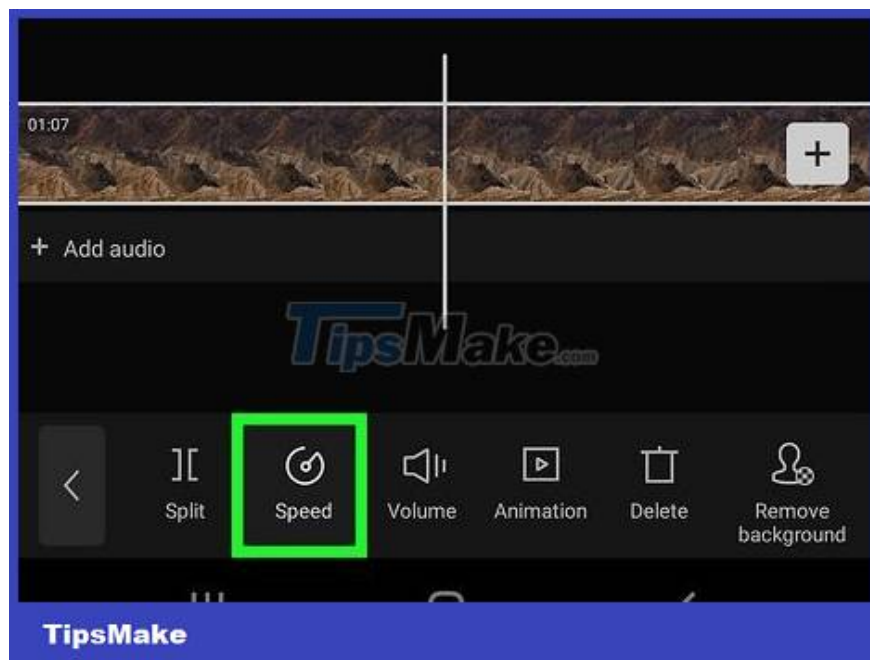 01:07
+
+ Add audio
TipsMake.com
Split
Speed
Volume
Animation
Delete
Remove
background
TipsMake